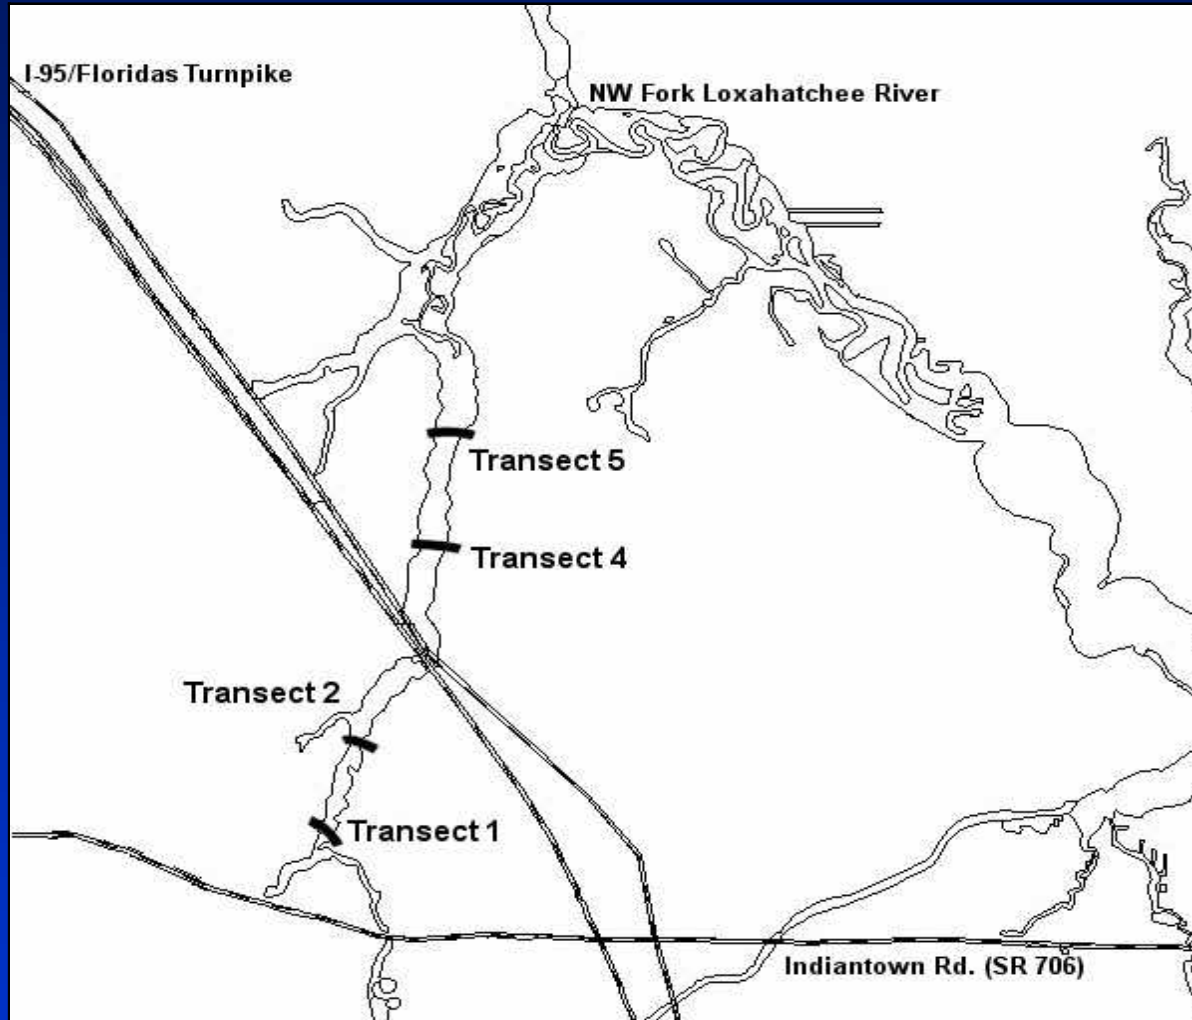 I-95/Floridas Turnpike
NW Fork Loxahatchee River
Transect 5
Transect 4
Transect 2
Transect 1
Indiantown Rd. (SR 706)